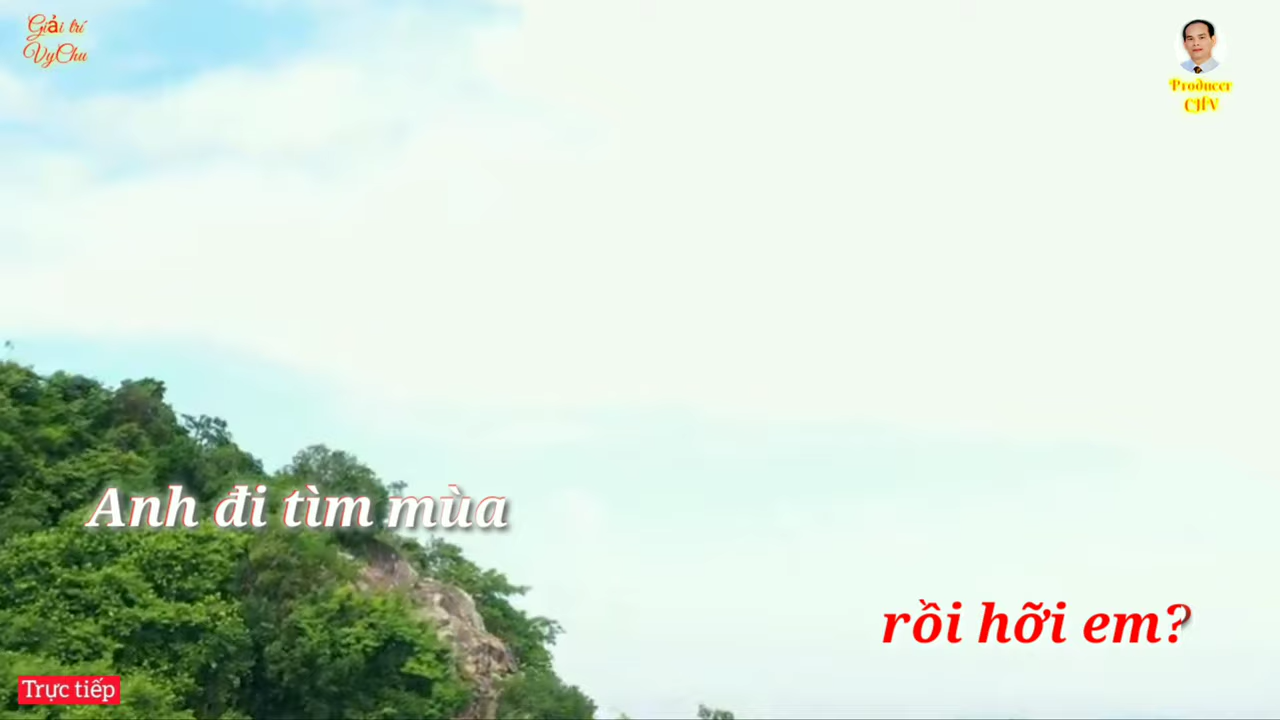 Giải trí
VyChu
Producer
CHV
Anh đi tìm mùa
rồi hỡi em?
Trực tiếp